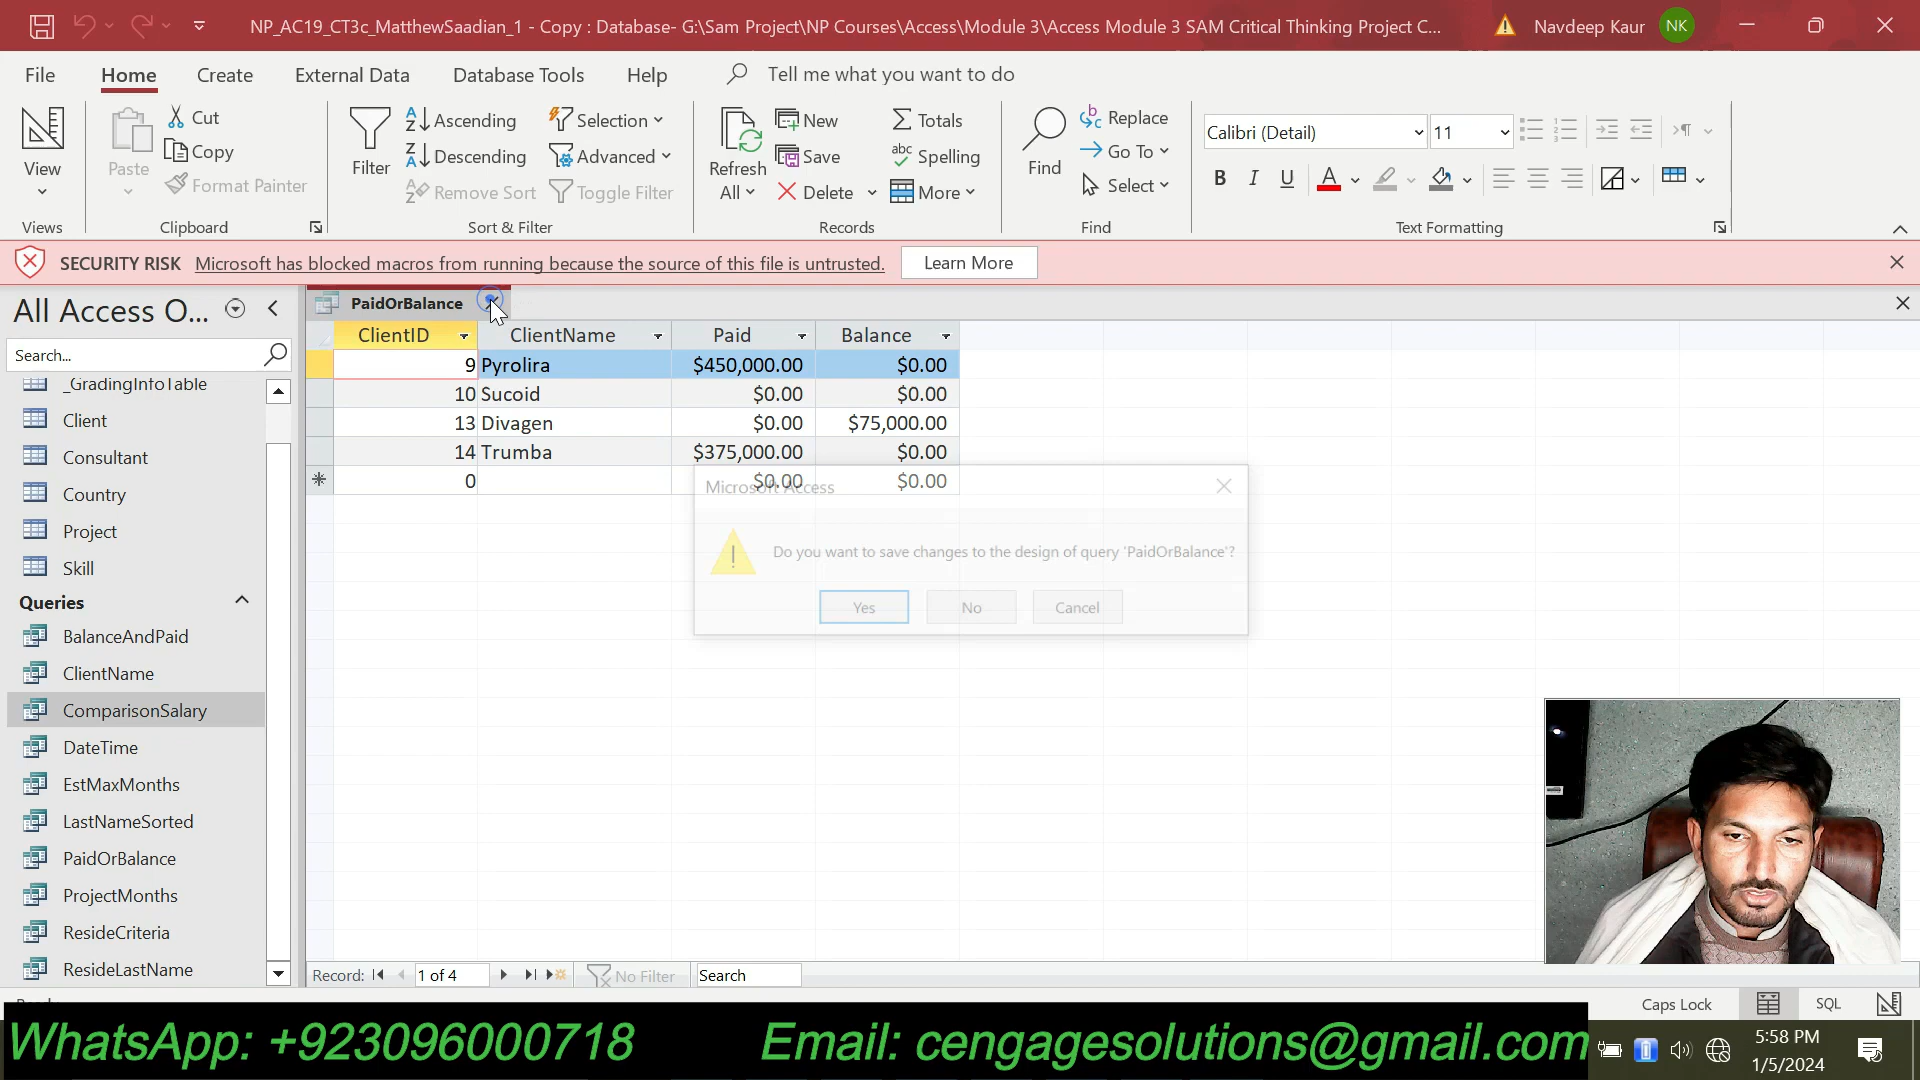 NP_AC19_CT3c_MatthewSaadian_1 - Copy : Database- G:\Sam Project\NP Courses\Access\Module 3\Access Module 3 SAM Critical Thinking Project C...
Navdeep Kaur
NK
File
Home
Create
External Data
Database Tools
Help
Tell me what you want to do
View
Views
Paste
Cut
Copy
Format Painter
Clipboard
Filter
Ascending
Descending
Remove Sort
Selection
Advanced
Toggle Filter
Sort & Filter
Refresh
All
New
Save
Delete
Totals
Spelling
More
Records
Find
Replace
Go To
Select
Find
Calibri (Detail)
11
B I U
Text Formatting
SECURITY RISK Microsoft has blocked macros from running because the source of this file is untrusted.
Learn More
All Access O...
Search...
_GradingInfoTable
Client
Consultant
Country
Project
Skill
Queries
BalanceAndPaid
ClientName
ComparisonSalary
DateTime
EstMaxMonths
LastNameSorted
PaidOrBalance
ProjectMonths
ResideCriteria
ResideLastName
PaidOrBalance
ClientID ClientName Paid Balance
9 Pyrolira $450,000.00 $0.00
10 Sucoid $0.00 $0.00
13 Divagen $0.00 $75,000.00
14 Trumba $375,000.00 $0.00
0 $0.00 $0.00
Microsoft Access
Do you want to save changes to the design of query 'PaidOrBalance'?
Yes
No
Cancel
Record:
1 of 4
No Filter
Search
Caps Lock
SQL
WhatsApp: +923096000718
Email: cengagesolutions@gmail.com
5:58 PM
1/5/2024